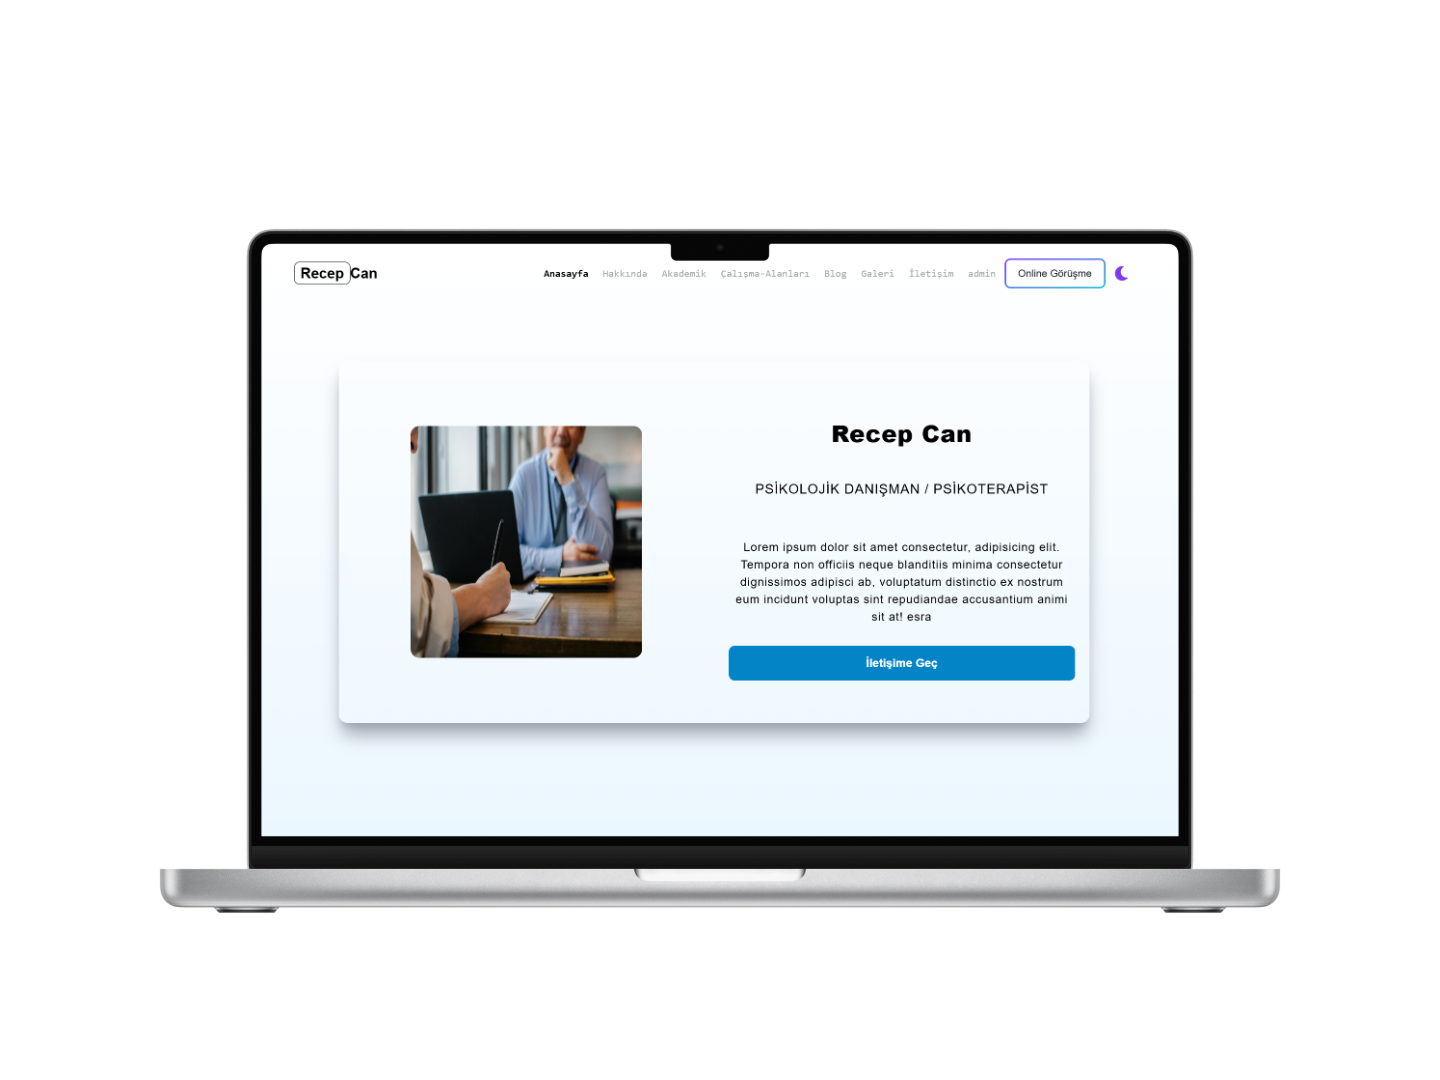 Recep Can
Anasayfa Hakkında Akademik Çalışma-Alanları Blog Galeri İletişim admin Online Görüşme
Recep Can
PSİKOLOJİK DANIŞMAN / PSİKOTERAPİST
Lorem ipsum dolor sit amet consectetur, adipisicing elit.
Tempora non officiis neque blanditiis minima consectetur
dignissimos adipisci ab, voluptatum distinctio ex nostrum
eum incidunt voluptas sint repudiandae accusantium animi
sit at! esra
İletişime Geç